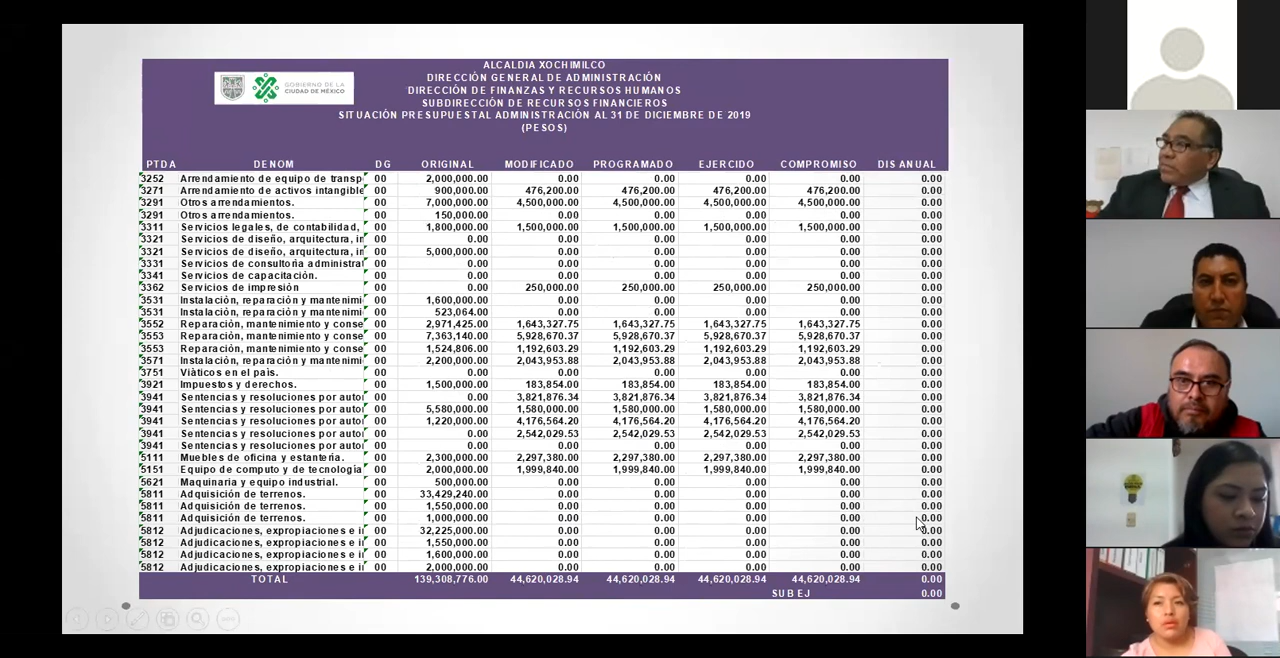 GOBIERNO DE LA
CIUDAD DE MÉXICO
ALCALDIA XOCHIMILCO
DIRECCIÓN GENERAL DE ADMINISTRACIÓN
DIRECCIÓN DE FINANZAS Y RECURSOS HUMANOS
SUBDIRECCIÓN DE RECURSOS FINANCIEROS
SITUACIÓN PRESUPUESTAL ADMINISTRACIÓN AL 31 DE DICIEMBRE DE 2019
(PESOS)
PTDA DENOM DG ORIGINAL MODIFICADO PROGRAMADO EJERCIDO COMPROMISO DIS ANUAL
3252 Arrendamiento de equipo de transp 00 2,000,000.00 0.00 0.00 0.00 0.00 0.00
3271 Arrendamiento de activos intangible 00 900,000.00 476,200.00 476,200.00 476,200.00 476,200.00 0.00
3291 Otros arrendamientos. 00 7,000,000.00 4,500,000.00 4,500,000.00 4,500,000.00 4,500,000.00 0.00
3291 Otros arrendamientos. 00 150,000.00 0.00 0.00 0.00 0.00 0.00
3311 Servicios legales, de contabilidad, 00 1,800,000.00 1,500,000.00 1,500,000.00 1,500,000.00 1,500,000.00 0.00
3321 Servicios de diseño, arquitectura, in 00 0.00 0.00 0.00 0.00 0.00 0.00
3321 Servicios de diseño, arquitectura, in 00 5,000,000.00 0.00 0.00 0.00 0.00 0.00
3331 Servicios de consultoría administrat 00 0.00 0.00 0.00 0.00 0.00 0.00
3341 Servicios de capacitación. 00 0.00 0.00 0.00 0.00 0.00 0.00
3362 Servicios de impresión 00 0.00 250,000.00 250,000.00 250,000.00 250,000.00 0.00
3531 Instalación, reparación y mantenimi 00 1,600,000.00 0.00 0.00 0.00 0.00 0.00
3531 Instalación, reparación y mantenimi 00 523,064.00 0.00 0.00 0.00 0.00 0.00
3552 Reparación, mantenimiento y conse 00 2,971,425.00 1,643,327.75 1,643,327.75 1,643,327.75 1,643,327.75 0.00
3553 Reparación, mantenimiento y conse 00 7,363,140.00 5,928,670.37 5,928,670.37 5,928,670.37 5,928,670.37 0.00
3553 Reparación, mantenimiento y conse 00 1,524,806.00 1,192,603.29 1,192,603.29 1,192,603.29 1,192,603.29 0.00
3571 Instalación, reparación y mantenimi 00 2,200,000.00 2,043,953.88 2,043,953.88 2,043,953.88 2,043,953.88 0.00
3751 Viàticos en el país. 00 0.00 0.00 0.00 0.00 0.00 0.00
3921 Impuestos y derechos. 00 1,500,000.00 183,854.00 183,854.00 183,854.00 183,854.00 0.00
3941 Sentencias y resoluciones por auto 00 0.00 3,821,876.34 3,821,876.34 3,821,876.34 3,821,876.34 0.00
3941 Sentencias y resoluciones por auto 00 5,580,000.00 1,580,000.00 1,580,000.00 1,580,000.00 1,580,000.00 0.00
3941 Sentencias y resoluciones por auto 00 1,220,000.00 4,176,564.20 4,176,564.20 4,176,564.20 4,176,564.20 0.00
3941 Sentencias y resoluciones por auto 00 0.00 2,542,029.53 2,542,029.53 2,542,029.53 2,542,029.53 0.00
3941 Sentencias y resoluciones por auto 00 0.00 0.00 0.00 0.00 0.00 0.00
5111 Muebles de oficina y estantería. 00 2,300,000.00 2,297,380.00 2,297,380.00 2,297,380.00 2,297,380.00 0.00
5151 Equipo de computo y de tecnología 00 2,000,000.00 1,999,840.00 1,999,840.00 1,999,840.00 1,999,840.00 0.00
5621 Maquinaria y equipo industrial. 00 500,000.00 0.00 0.00 0.00 0.00 0.00
5811 Adquisición de terrenos. 00 33,429,240.00 0.00 0.00 0.00 0.00 0.00
5811 Adquisición de terrenos. 00 1,550,000.00 0.00 0.00 0.00 0.00 0.00
5811 Adquisición de terrenos. 00 1,000,000.00 0.00 0.00 0.00 0.00 0.00
5812 Adjudicaciones, expropiaciones e i 00 32,225,000.00 0.00 0.00 0.00 0.00 0.00
5812 Adjudicaciones, expropiaciones e i 00 1,550,000.00 0.00 0.00 0.00 0.00 0.00
5812 Adjudicaciones, expropiaciones e i 00 1,600,000.00 0.00 0.00 0.00 0.00 0.00
5812 Adjudicaciones, expropiaciones e i 00 2,000,000.00 0.00 0.00 0.00 0.00 0.00
TOTAL 139,308,776.00 44,620,028.94 44,620,028.94 44,620,028.94 44,620,028.94 0.00
SUB EJ 0.00